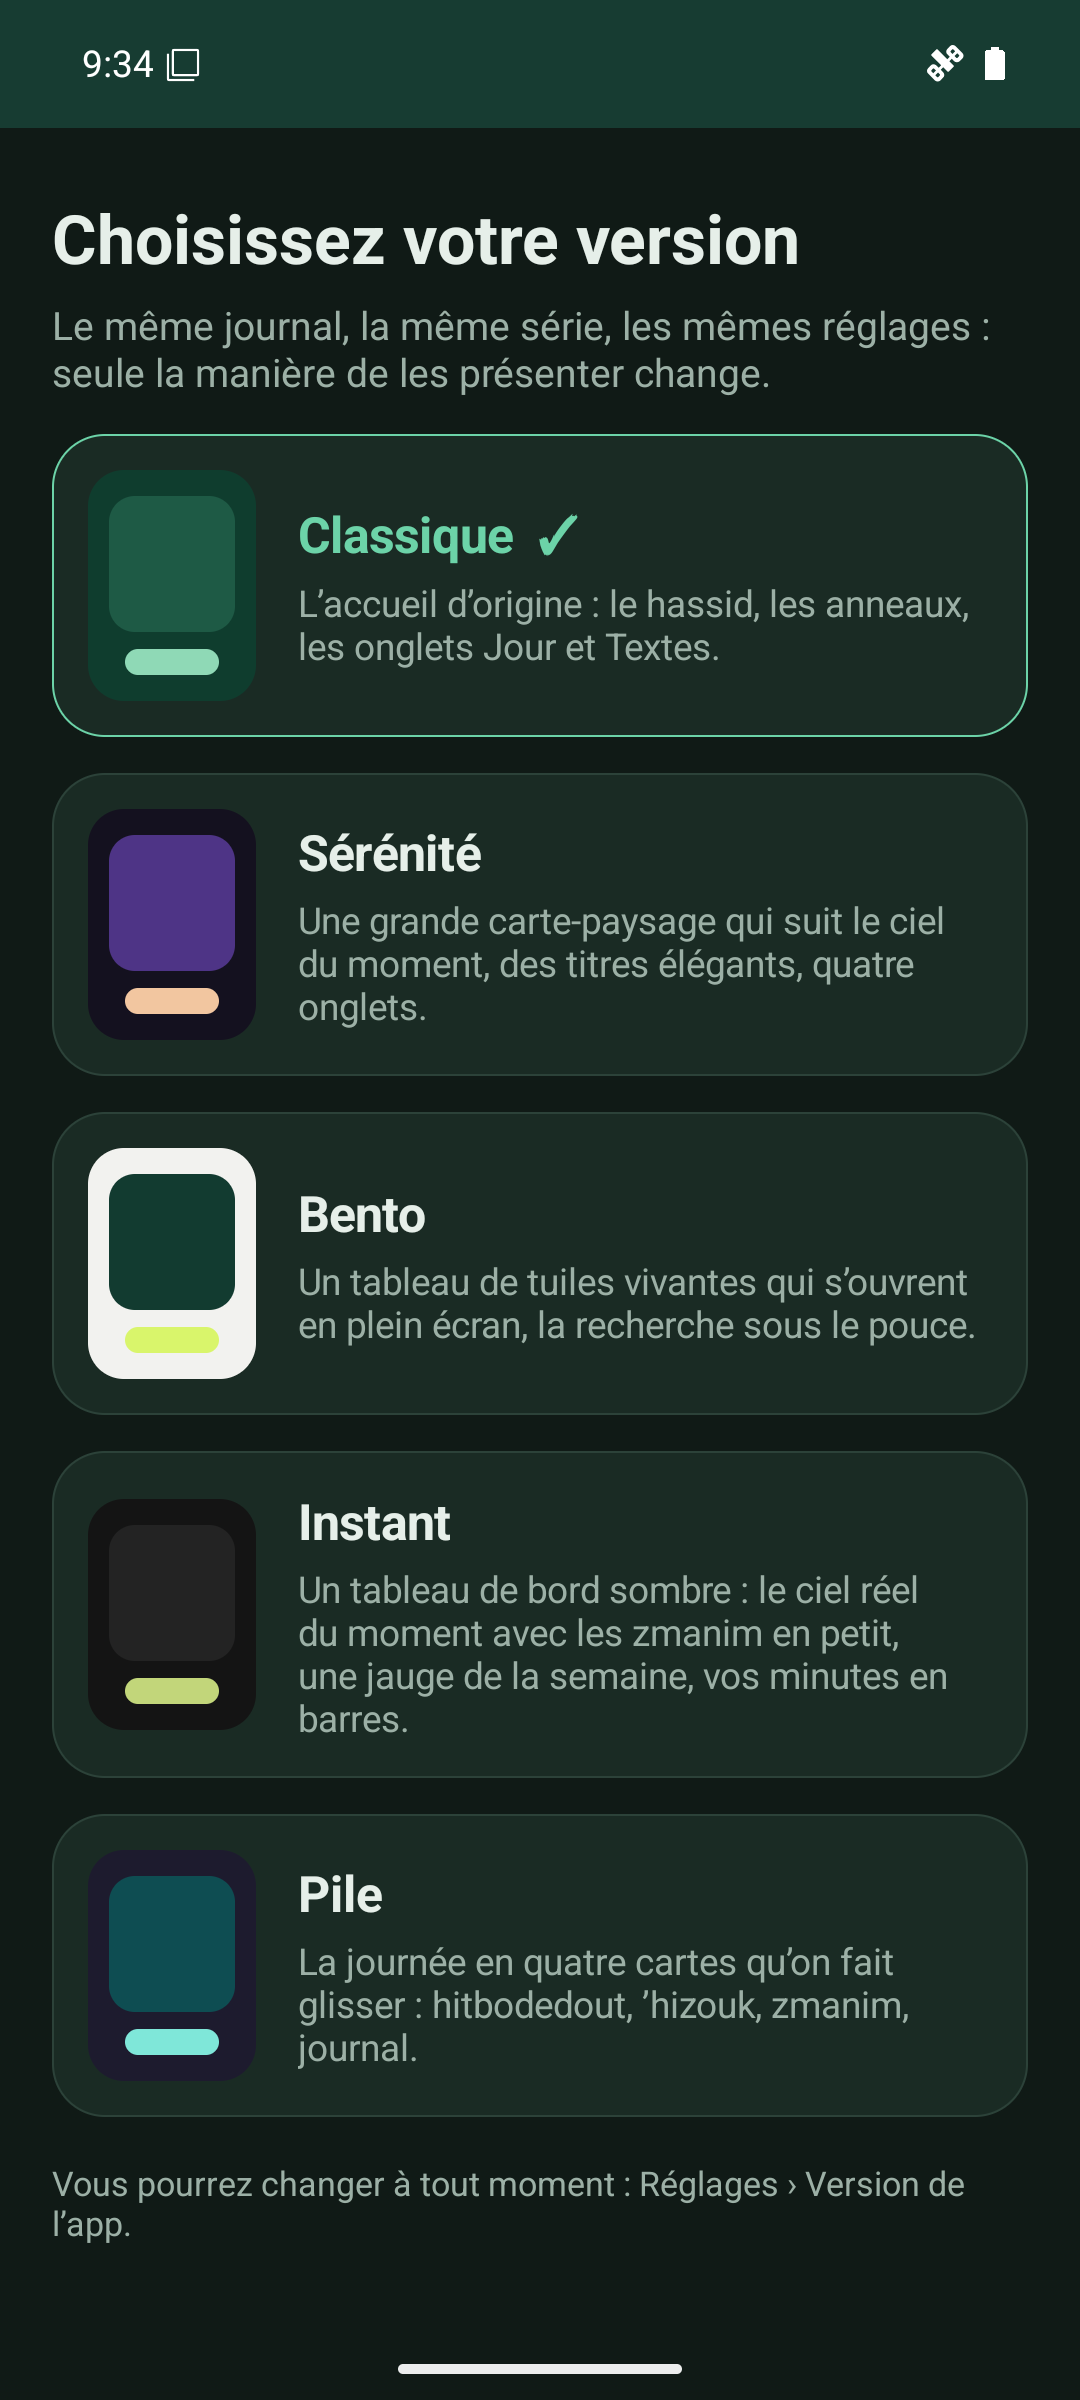 9:34
Choisissez votre version
Le même journal, la même série, les mêmes réglages :
seule la manière de les présenter change.
Classique ✓
L’accueil d’origine : le hassid, les anneaux,
les onglets Jour et Textes.
Sérénité
Une grande carte-paysage qui suit le ciel
du moment, des titres élégants, quatre
onglets.
Bento
Un tableau de tuiles vivantes qui s’ouvrent
en plein écran, la recherche sous le pouce.
Instant
Un tableau de bord sombre : le ciel réel
du moment avec les zmanim en petit,
une jauge de la semaine, vos minutes en
barres.
Pile
La journée en quatre cartes qu’on fait
glisser : hitbodedout, ’hizouk, zmanim,
journal.
Vous pourrez changer à tout moment : Réglages › Version de
l’app.